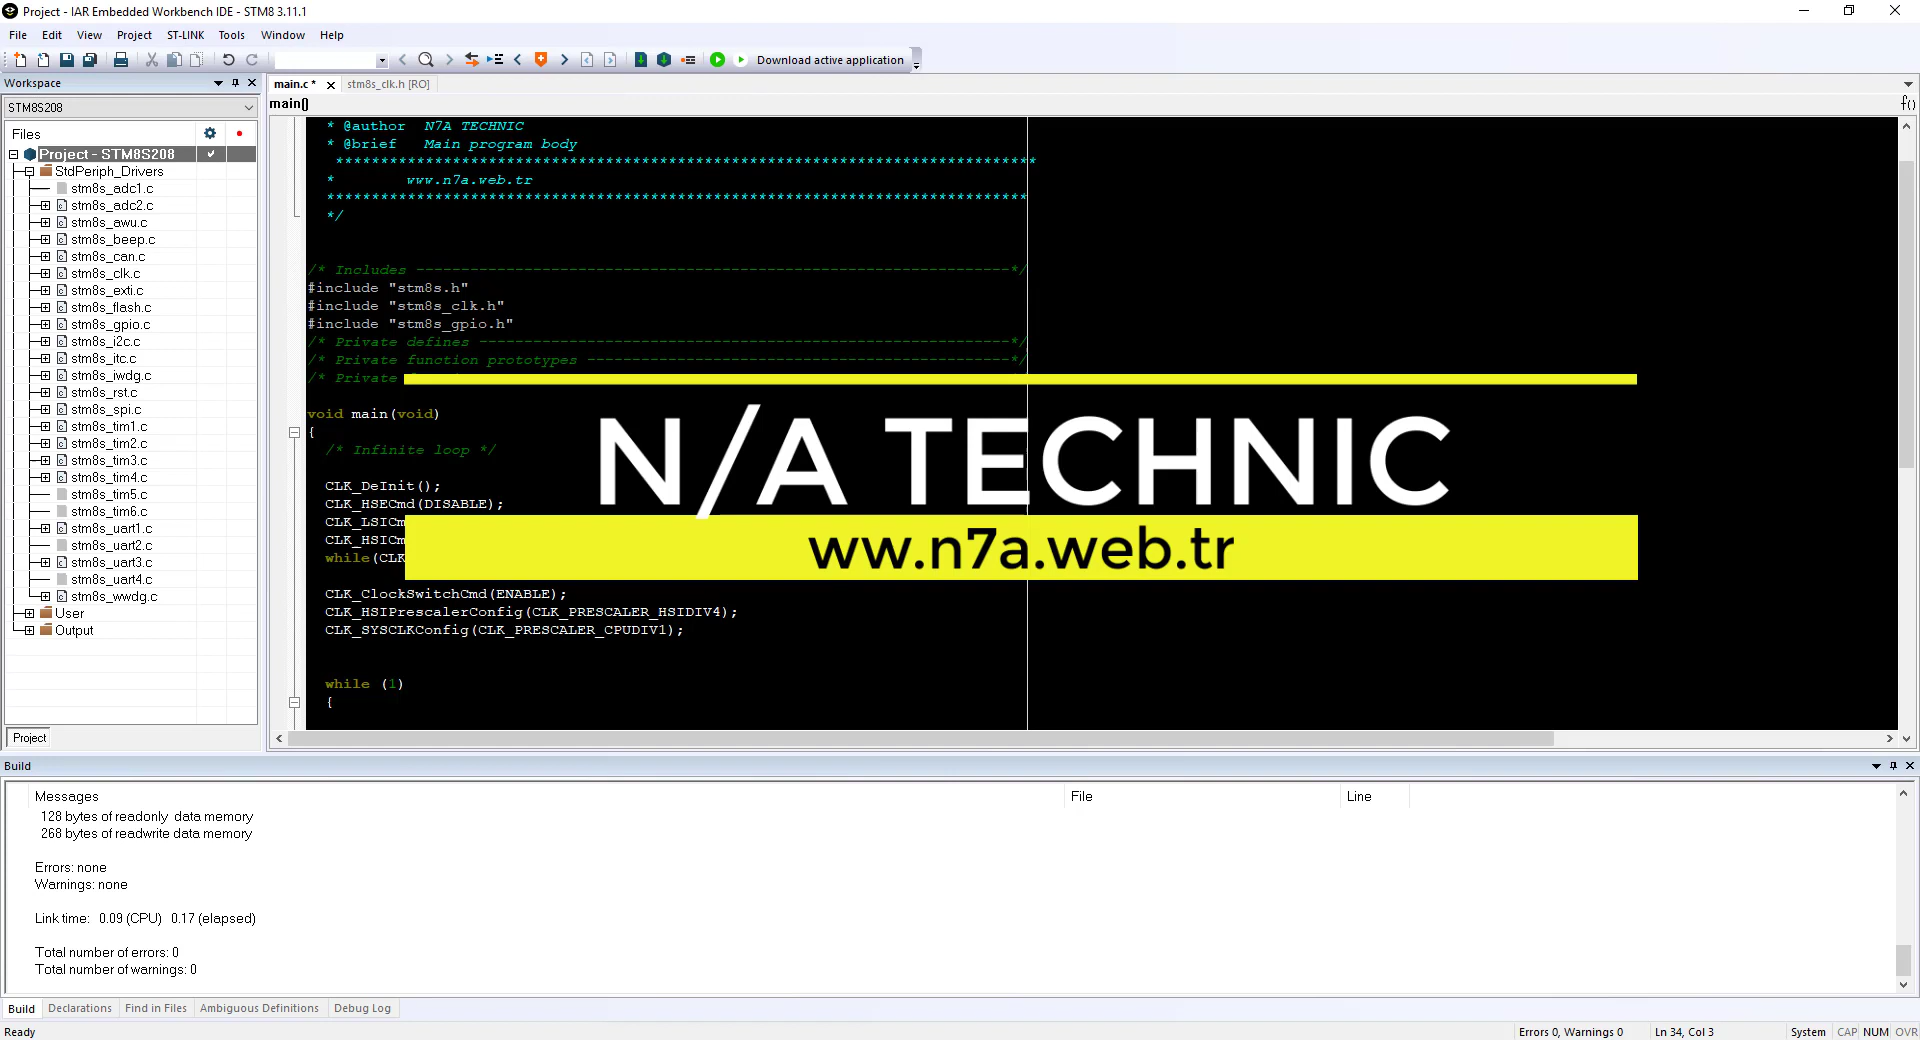 Project - IAR Embedded Workbench IDE - STM8 3.11.1
File Edit View Project ST-LINK Tools Window Help
Download active application
Workspace
main.c * stm8s_clk.h [RO]
STM8S208
main() f()
Files
Project - STM8S208
StdPeriph_Drivers
stm8s_adc1.c
stm8s_adc2.c
stm8s_awu.c
stm8s_beep.c
stm8s_can.c
stm8s_clk.c
stm8s_exti.c
stm8s_flash.c
stm8s_gpio.c
stm8s_i2c.c
stm8s_itc.c
stm8s_iwdg.c
stm8s_rst.c
stm8s_spi.c
stm8s_tim1.c
stm8s_tim2.c
stm8s_tim3.c
stm8s_tim4.c
stm8s_tim5.c
stm8s_tim6.c
stm8s_uart1.c
stm8s_uart2.c
stm8s_uart3.c
stm8s_uart4.c
stm8s_wwdg.c
User
Output
Project
* @author N7A TECHNIC
* @brief Main program body
******************************************************************************
* www.n7a.web.tr
******************************************************************************
*/
/* Includes ------------------------------------------------------------------*/
#include "stm8s.h"
#include "stm8s_clk.h"
#include "stm8s_gpio.h"
/* Private defines -----------------------------------------------------------*/
/* Private function prototypes -----------------------------------------------*/
/* Private
void main(void)
{
/* Infinite loop */
CLK_DeInit();
CLK_HSECmd(DISABLE);
CLK_LSICm
CLK_HSICm
while(CLK
CLK_ClockSwitchCmd(ENABLE);
CLK_HSIPrescalerConfig(CLK_PRESCALER_HSIDIV4);
CLK_SYSCLKConfig(CLK_PRESCALER_CPUDIV1);
while (1)
{
N/A TECHNIC
ww.n7a.web.tr
Build
Messages File Line
128 bytes of readonly data memory
268 bytes of readwrite data memory
Errors: none
Warnings: none
Link time: 0.09 (CPU) 0.17 (elapsed)
Total number of errors: 0
Total number of warnings: 0
Build Declarations Find in Files Ambiguous Definitions Debug Log
Ready Errors 0, Warnings 0 Ln 34, Col 3 System CAP NUM OVR